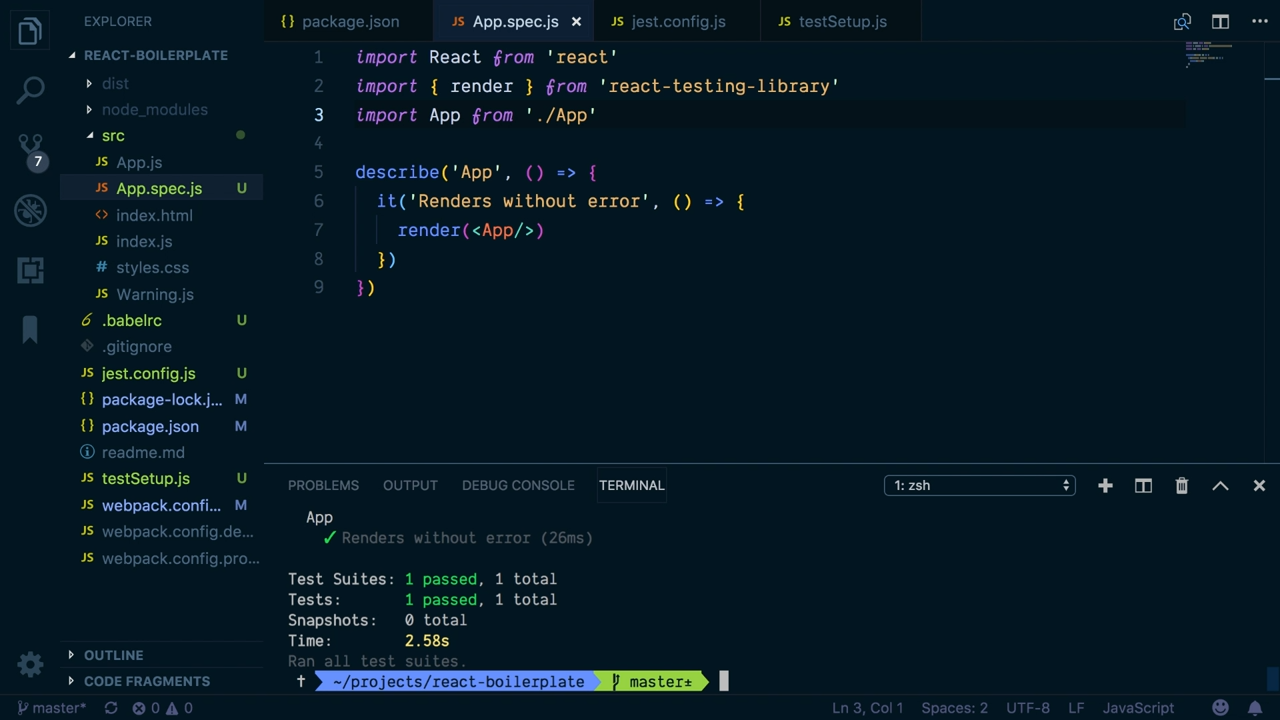 EXPLORER
REACT-BOILERPLATE
dist
node_modules
src
JS App.js
JS App.spec.js U
<> index.html
JS index.js
# styles.css
JS Warning.js
.babelrc U
.gitignore
JS jest.config.js U
{} package-lock.j... M
{} package.json M
readme.md
JS testSetup.js U
JS webpack.confi... M
JS webpack.config.de...
JS webpack.config.pro...
OUTLINE
CODE FRAGMENTS
7
{} package.json
JS App.spec.js ×
JS jest.config.js
JS testSetup.js
1 import React from 'react'
2 import { render } from 'react-testing-library'
3 import App from './App'
4
5 describe('App', () => {
6 it('Renders without error', () => {
7 render(<App/>)
8 })
9 })
PROBLEMS OUTPUT DEBUG CONSOLE TERMINAL 1: zsh
App
✓ Renders without error (26ms)
Test Suites: 1 passed, 1 total
Tests: 1 passed, 1 total
Snapshots: 0 total
Time: 2.58s
Ran all test suites.
† ~/projects/react-boilerplate master±
master* 0 0 Ln 3, Col 1 Spaces: 2 UTF-8 LF JavaScript